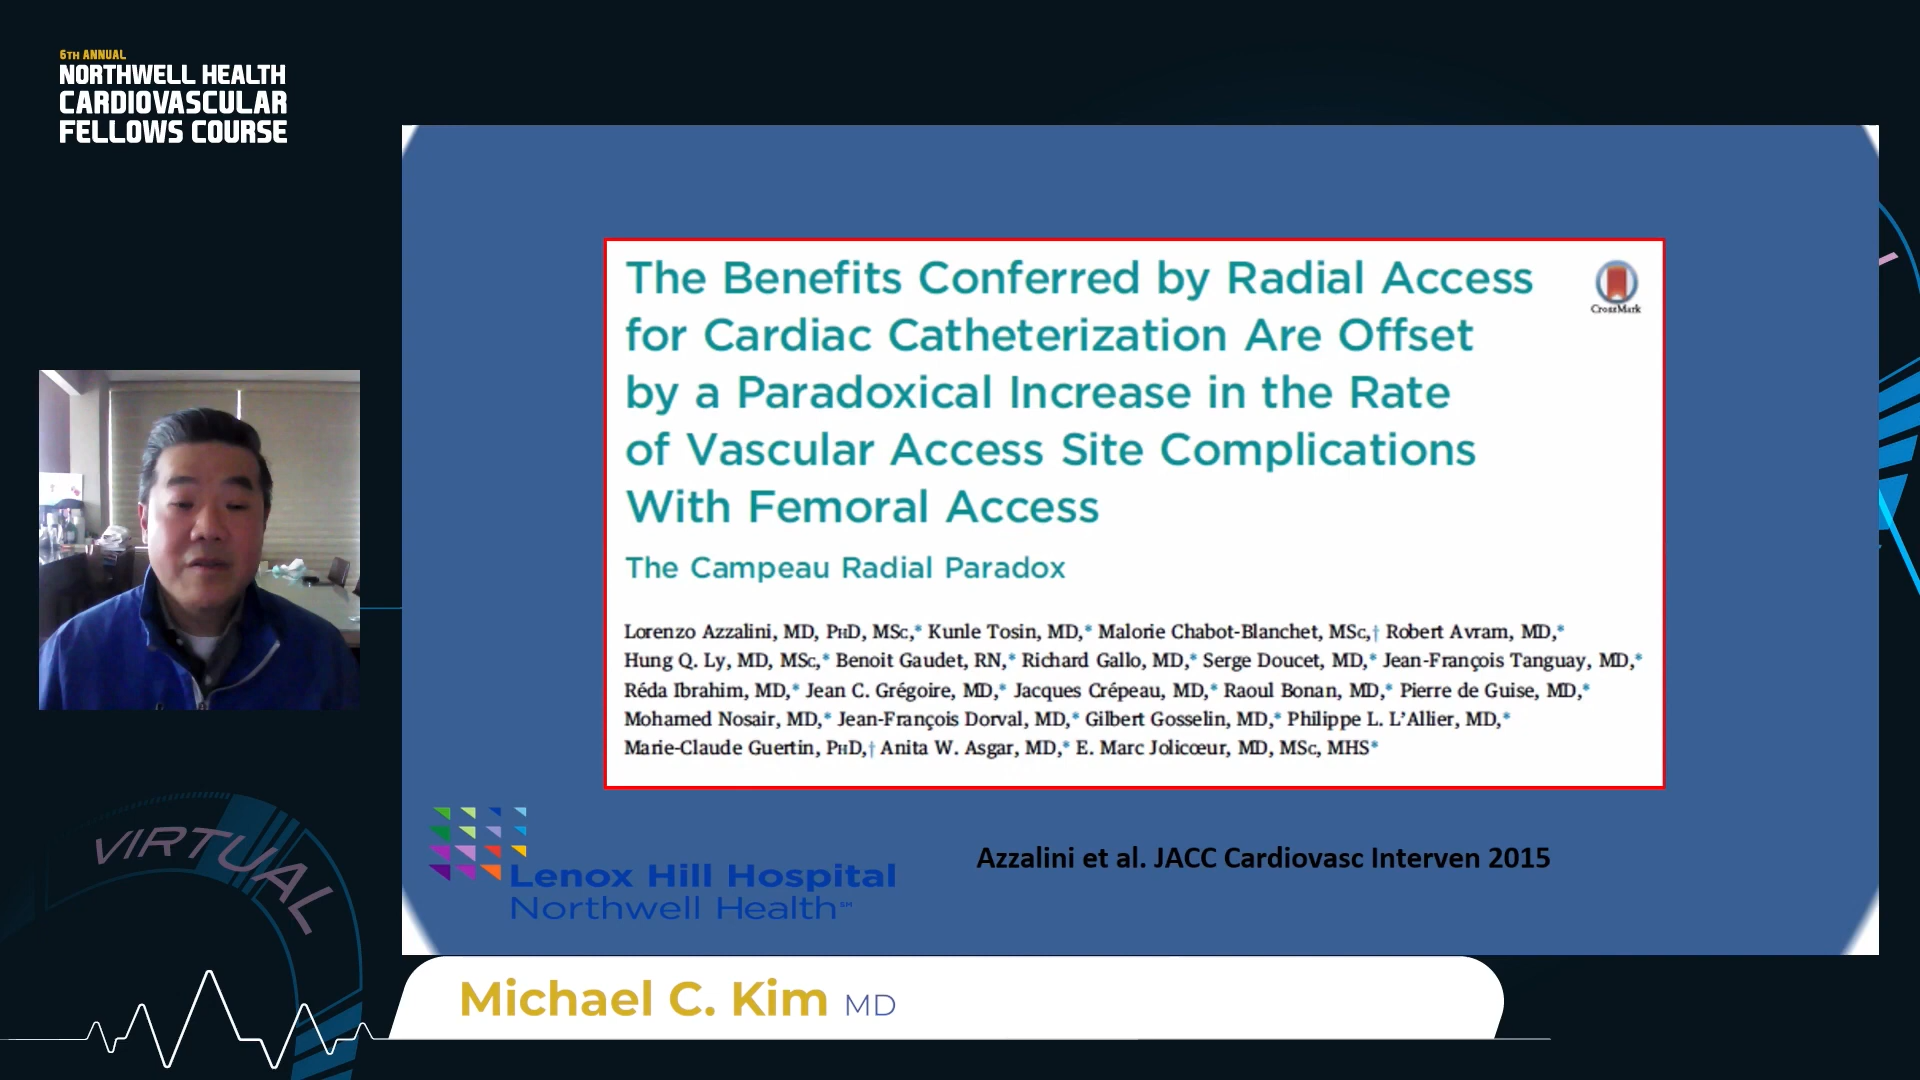 6TH ANNUAL
NORTHWELL HEALTH
CARDIOVASCULAR
FELLOWS COURSE
The Benefits Conferred by Radial Access
for Cardiac Catheterization Are Offset
by a Paradoxical Increase in the Rate
of Vascular Access Site Complications
With Femoral Access
CrossMark
The Campeau Radial Paradox
Lorenzo Azzalini, MD, PHD, MSC,* Kunle Tosin, MD,* Malorie Chabot-Blanchet, MSC,† Robert Avram, MD,*
Hung Q. Ly, MD, MSC,* Benoit Gaudet, RN,* Richard Gallo, MD,* Serge Doucet, MD,* Jean-François Tanguay, MD,*
Réda Ibrahim, MD,* Jean C. Grégoire, MD,* Jacques Crépeau, MD,* Raoul Bonan, MD,* Pierre de Guise, MD,*
Mohamed Nosair, MD,* Jean-François Dorval, MD,* Gilbert Gosselin, MD,* Philippe L. L’Allier, MD,*
Marie-Claude Guertin, PHD,† Anita W. Asgar, MD,* E. Marc Jolicœur, MD, MSC, MHS*
Lenox Hill Hospital
Northwell Health℠
Azzalini et al. JACC Cardiovasc Interven 2015
VIRTUAL
Michael C. Kim MD